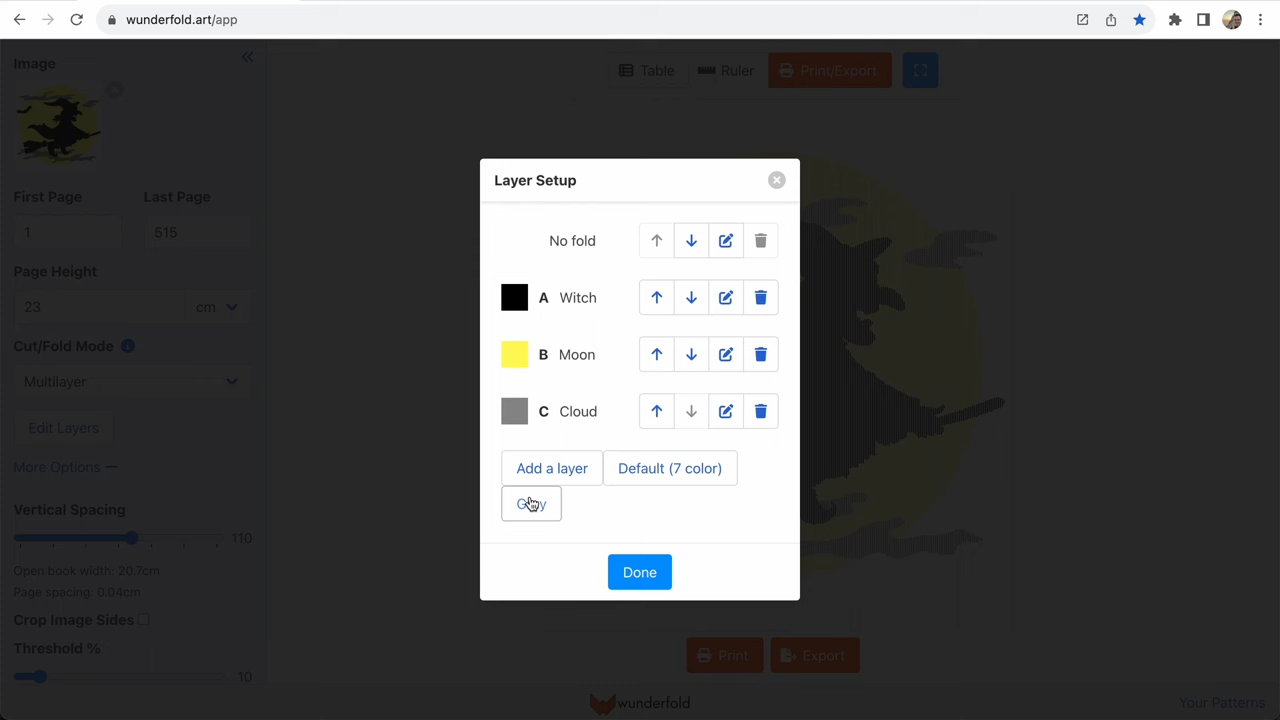 wunderfold.art/app
Image
Table
Ruler
Print/Export
First Page
Last Page
1
515
Page Height
23
cm
Cut/Fold Mode
Multilayer
Edit Layers
More Options
Vertical Spacing
110
Open book width: 20.7cm
Page spacing: 0.04cm
Crop Image Sides
Threshold %
10
Layer Setup
No fold
A Witch
B Moon
C Cloud
Add a layer
Default (7 color)
Done
Print
Export
wunderfold
Your Patterns